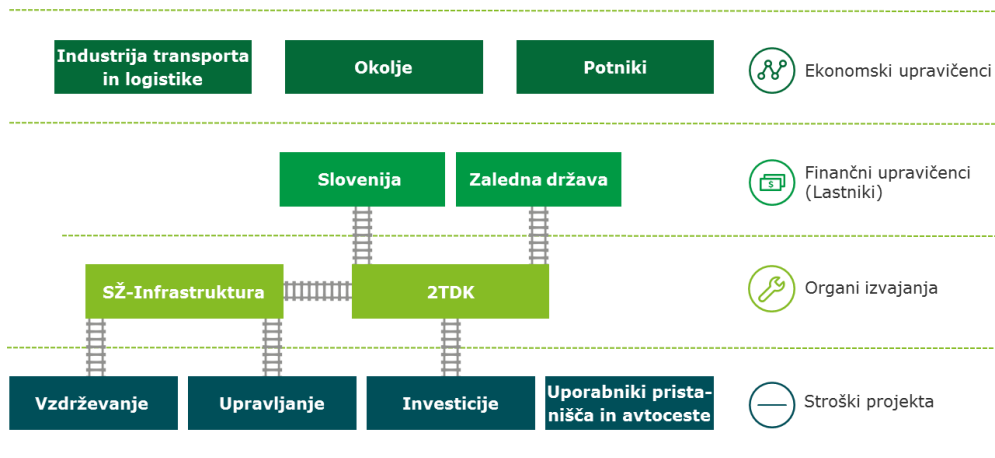 Industrija transporta
in logistike
Okolje
Potniki
Ekonomski upravičenci
Slovenija
Zaledna država
Finančni upravičenci
(Lastniki)
$
SŽ-Infrastruktura
2TDK
Organi izvajanja
Vzdrževanje
Upravljanje
Investicije
Uporabniki prista-
nišča in avtoceste
Stroški projekta